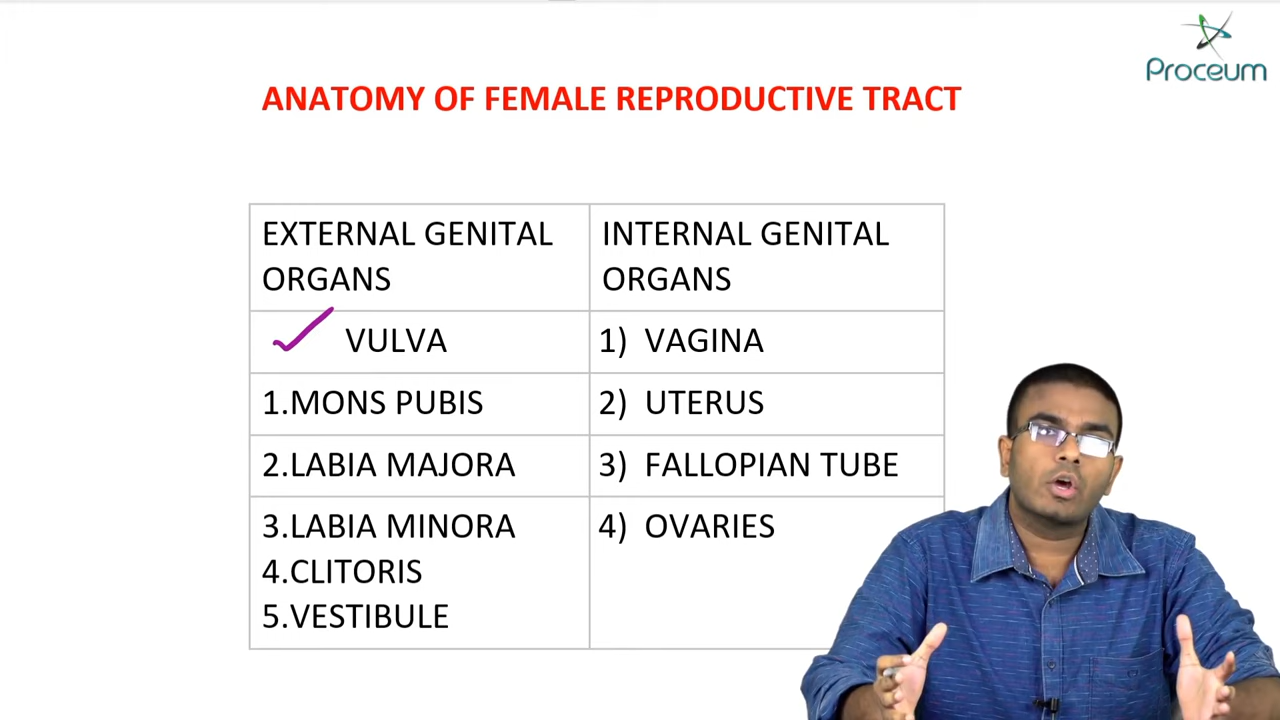 Proceum
ANATOMY OF FEMALE REPRODUCTIVE TRACT
EXTERNAL GENITAL
ORGANS
INTERNAL GENITAL
ORGANS
VULVA
1) VAGINA
1.MONS PUBIS
2) UTERUS
2.LABIA MAJORA
3) FALLOPIAN TUBE
3.LABIA MINORA
4.CLITORIS
5.VESTIBULE
4) OVARIES